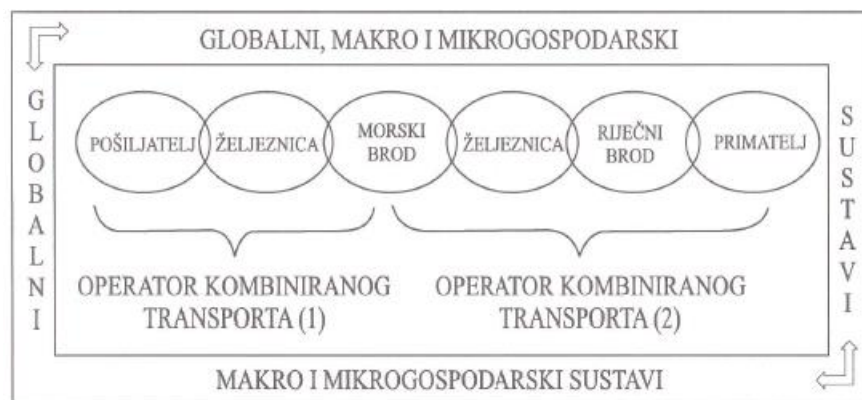 GLOBALNI, MAKRO I MIKROGOSPODARSKI
GLOBALNI
SUSTAVI
POŠILJATELJ
ŽELJEZNICA
MORSKI
BROD
ŽELJEZNICA
RIJEČNI
BROD
PRIMATELJ
OPERATOR KOMBINIRANOG
TRANSPORTA (1)
OPERATOR KOMBINIRANOG
TRANSPORTA (2)
MAKRO I MIKROGOSPODARSKI SUSTAVI